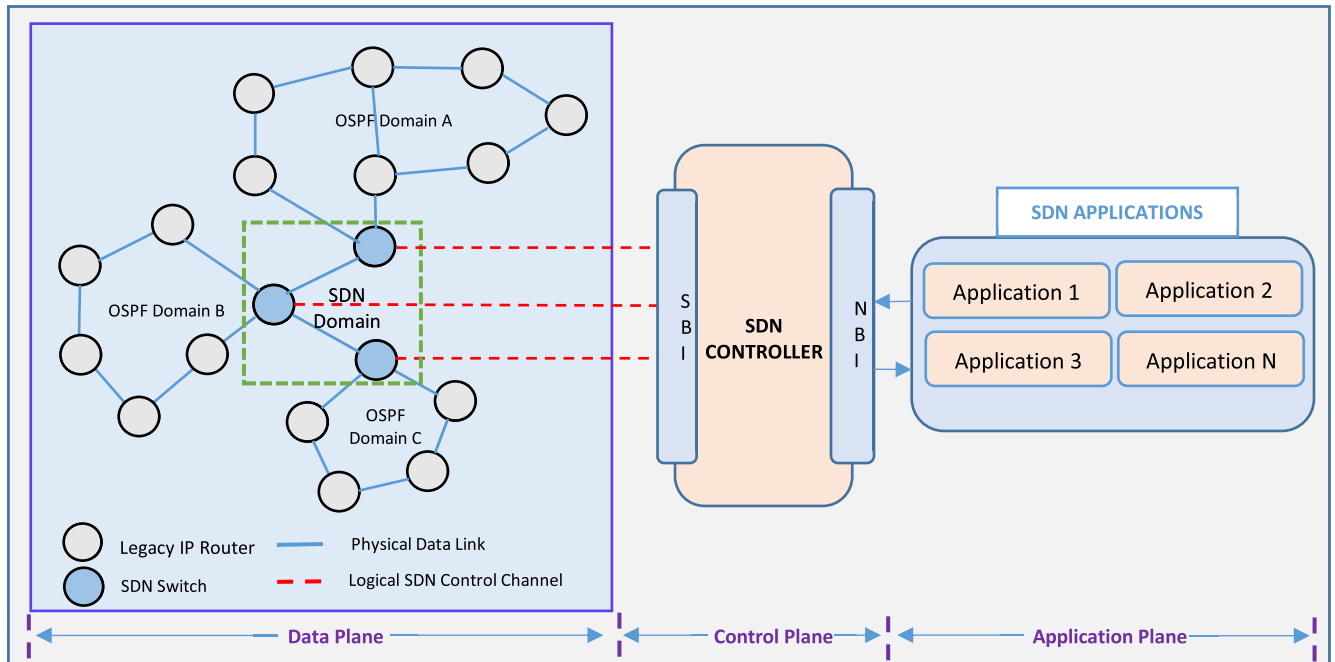 OSPF Domain A
OSPF Domain B
SDN
Domain
OSPF
Domain C
Legacy IP Router
Physical Data Link
SDN Switch
Logical SDN Control Channel
S
B
I
SDN
CONTROLLER
N
B
I
SDN APPLICATIONS
Application 1
Application 2
Application 3
Application N
Data Plane
Control Plane
Application Plane